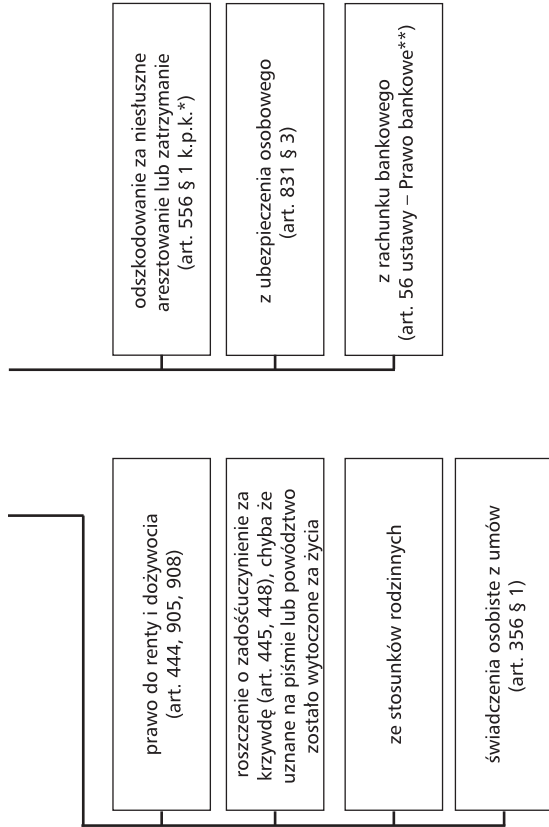 prawo do renty i dożywocia
(art. 444, 905, 908)
roszczenie o zadośćuczynienie za
krzywdę (art. 445, 448), chyba że
uznane na piśmie lub powództwo
zostało wytoczone za życia
ze stosunków rodzinnych
świadczenia osobiste z umów
(art. 356 § 1)
odszkodowanie za niesłuszne
aresztowanie lub zatrzymanie
(art. 556 § 1 k.p.k.*)
z ubezpieczenia osobowego
(art. 831 § 3)
z rachunku bankowego
(art. 56 ustawy – Prawo bankowe**)